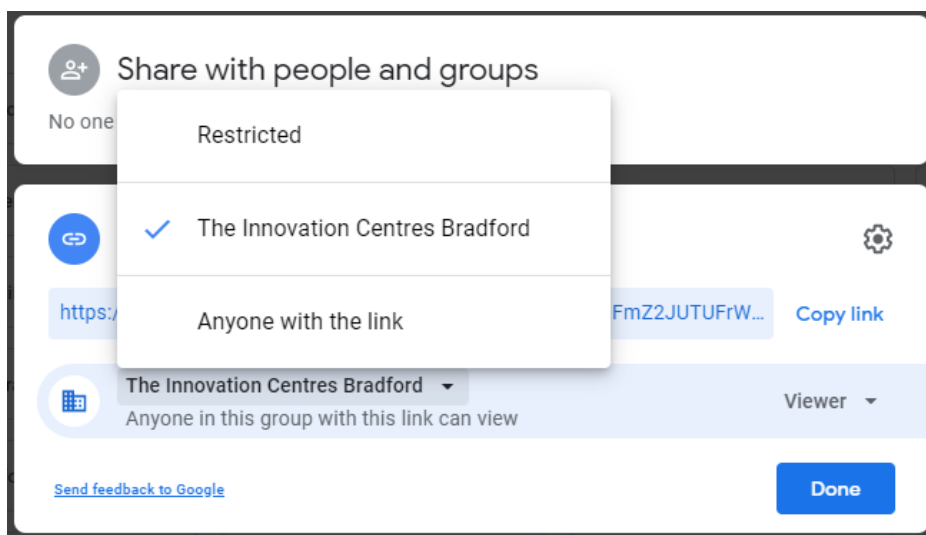 Share with people and groups
No one
Restricted
The Innovation Centres Bradford
Anyone with the link
https:/
FmZ2JUTUFrW...
Copy link
The Innovation Centres Bradford
Anyone in this group with this link can view
Viewer
Send feedback to Google
Done